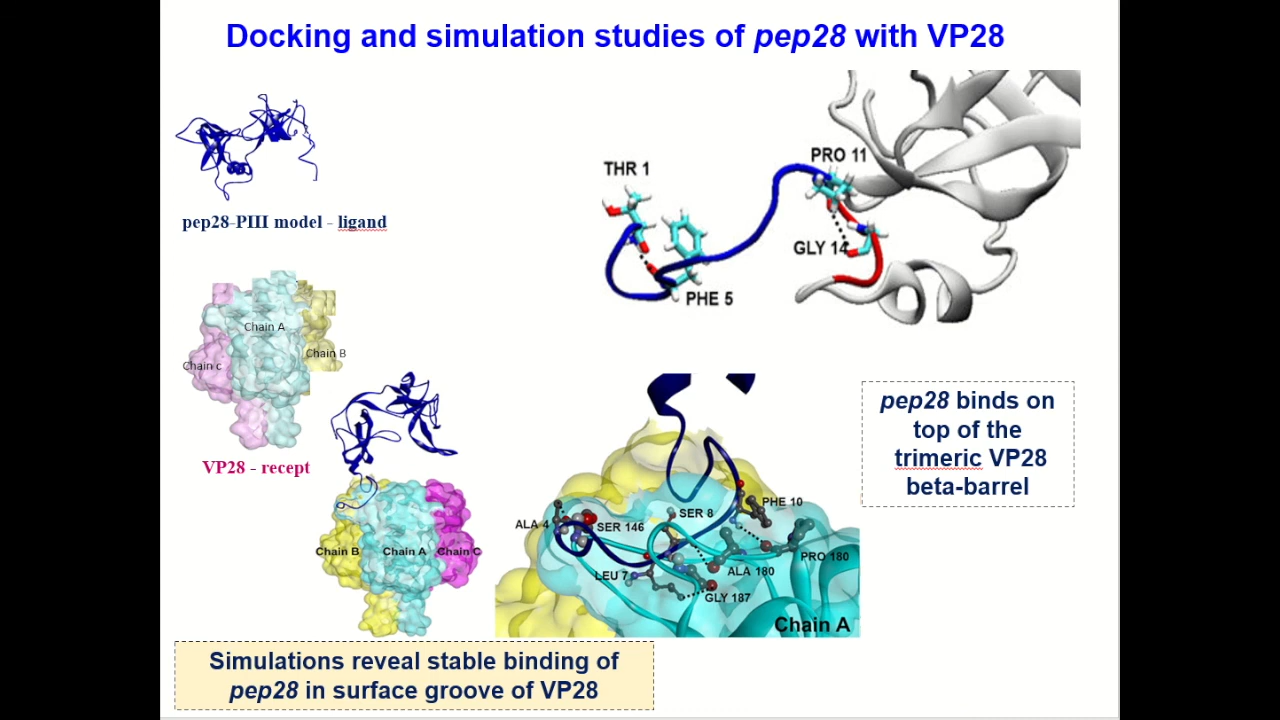 Docking and simulation studies of pep28 with VP28
pep28-PIII model - ligand
THR 1
PRO 11
GLY 14
PHE 5
Chain A
Chain B
Chain c
VP28 - recept
Chain B
Chain A
Chain C
ALA 4
SER 146
SER 8
PHE 10
LEU 7
ALA 180
PRO 180
GLY 187
Chain A
pep28 binds on
top of the
trimeric VP28
beta-barrel
Simulations reveal stable binding of
pep28 in surface groove of VP28